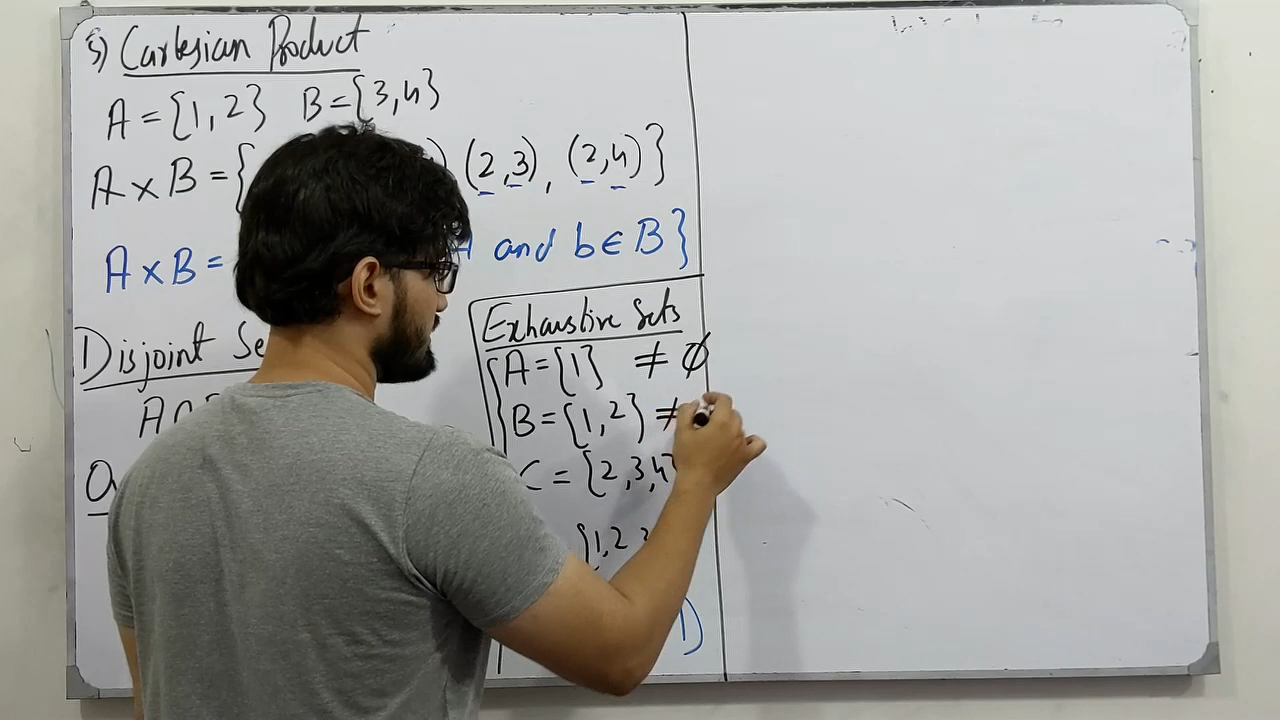 5) Cartesian Product
A = {1,2} B = {3,4}
A × B = { ) (2,3), (2,4)}
A × B = A and b ∈ B}
Disjoint Se
A ∩
Exhaustive Sets
A = {1} ≠ ∅
B = {1,2} ≠
C = {2,3,4}
{1,2